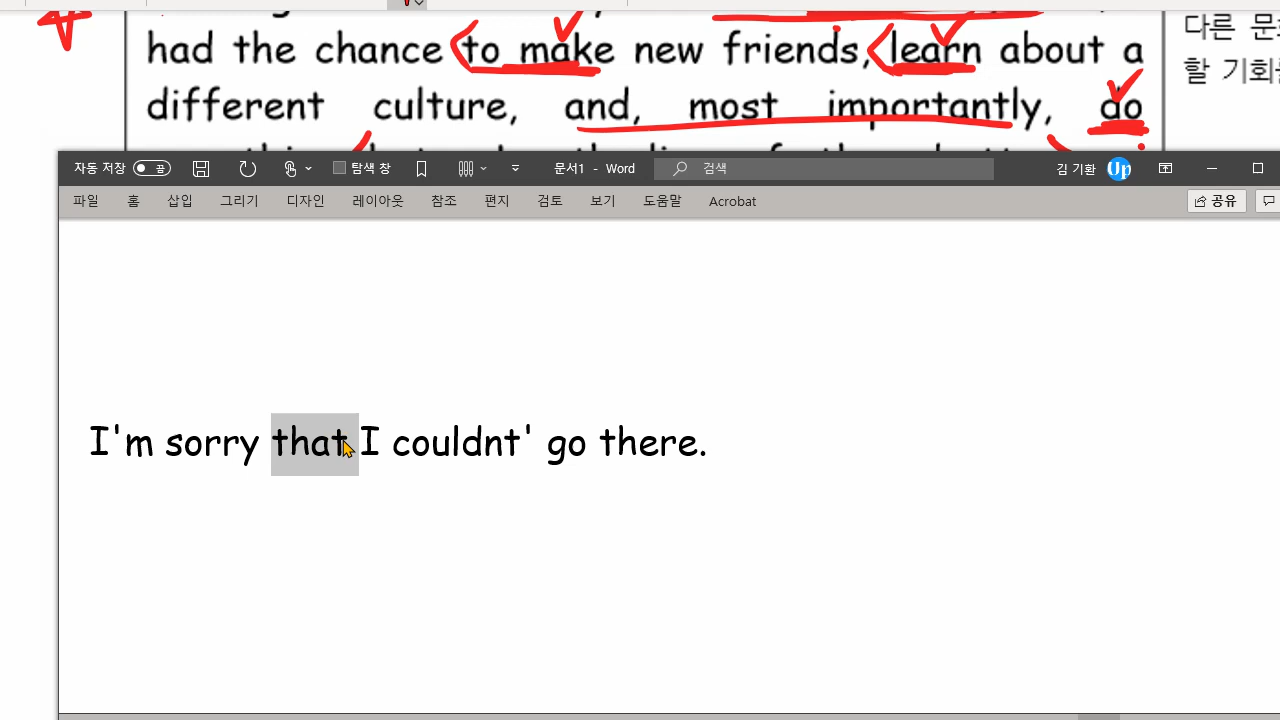 had the chance to make new friends, learn about a
different culture, and, most importantly, do
다른
할 기회를
자동 저장 끔 탐색 창 문서1 - Word 검색 김 기환 Up
파일 홈 삽입 그리기 디자인 레이아웃 참조 편지 검토 보기 도움말 Acrobat 공유
I'm sorry that I couldnt' go there.